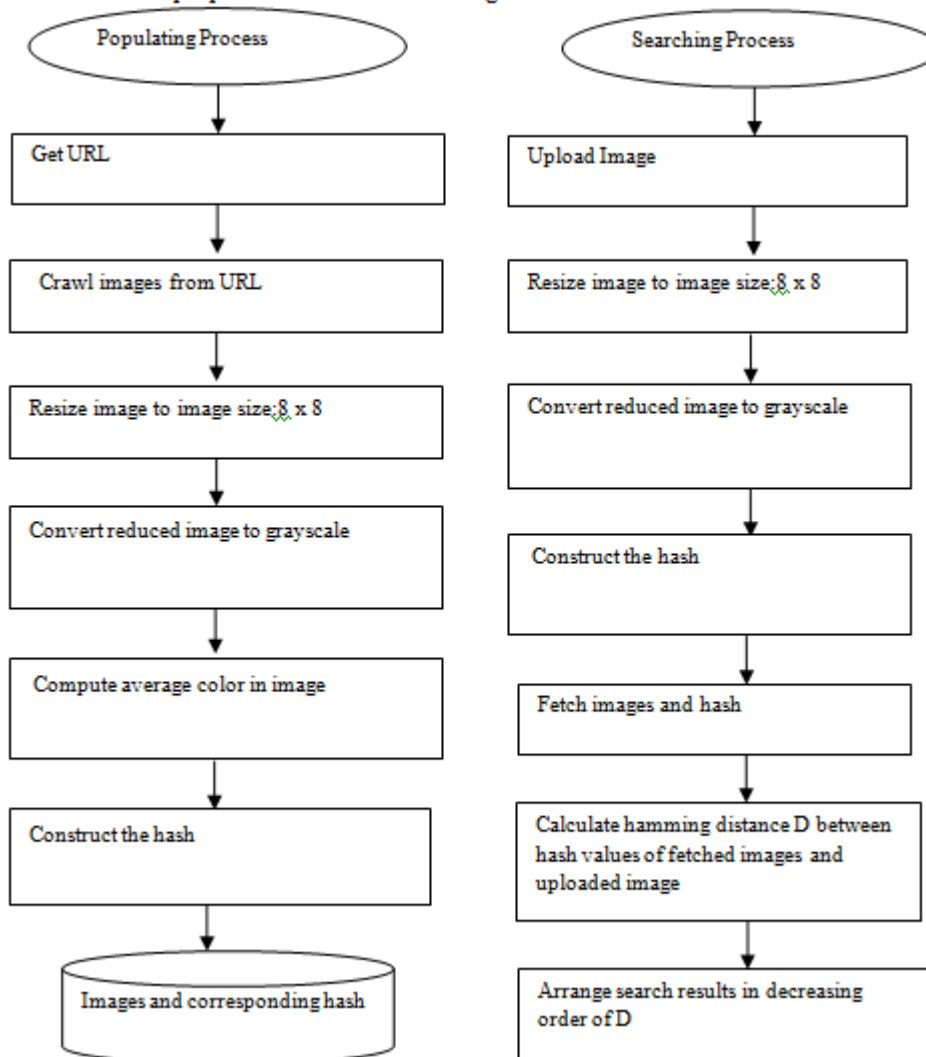 Populating Process
Get URL
Crawl images from URL
Resize image to image size;8 x 8
Convert reduced image to grayscale
Compute average color in image
Construct the hash
Images and corresponding hash
Searching Process
Upload Image
Resize image to image size;8 x 8
Convert reduced image to grayscale
Construct the hash
Fetch images and hash
Calculate hamming distance D between
hash values of fetched images and
uploaded image
Arrange search results in decreasing
order of D